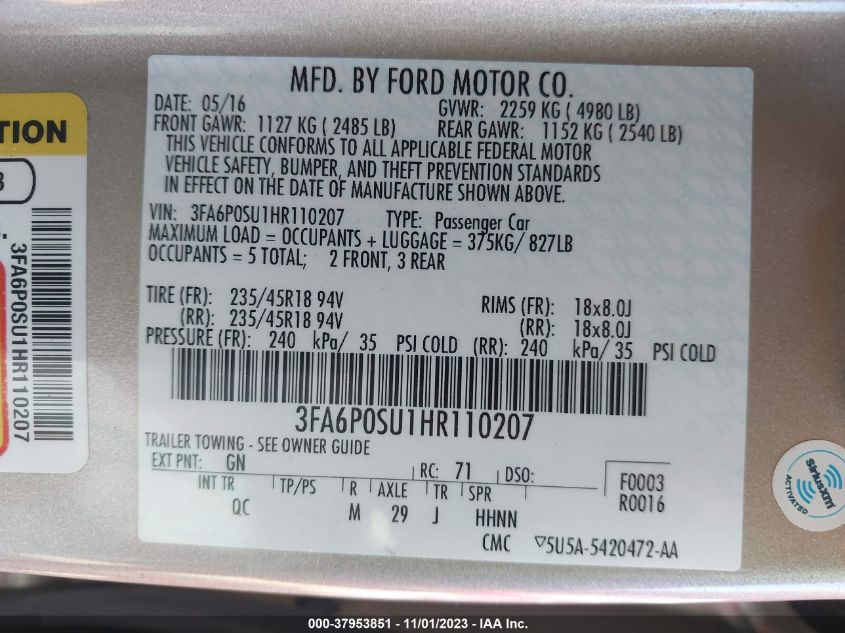 MFD. BY FORD MOTOR CO.
DATE: 05/16 GVWR: 2259 KG ( 4980 LB)
FRONT GAWR: 1127 KG ( 2485 LB) REAR GAWR: 1152 KG ( 2540 LB)
THIS VEHICLE CONFORMS TO ALL APPLICABLE FEDERAL MOTOR
VEHICLE SAFETY, BUMPER, AND THEFT PREVENTION STANDARDS
IN EFFECT ON THE DATE OF MANUFACTURE SHOWN ABOVE.
VIN: 3FA6P0SU1HR110207 TYPE: Passenger Car
MAXIMUM LOAD = OCCUPANTS + LUGGAGE = 375KG/ 827LB
OCCUPANTS = 5 TOTAL; 2 FRONT, 3 REAR
TIRE (FR): 235/45R18 94V RIMS (FR): 18x8.0J
(RR): 235/45R18 94V (RR): 18x8.0J
PRESSURE (FR): 240 kPa/ 35 PSI COLD (RR): 240 kPa/ 35 PSI COLD
3FA6P0SU1HR110207
TRAILER TOWING - SEE OWNER GUIDE
EXT PNT: GN RC: 71 DSO: F0003
R0016
INT TR TP/PS R AXLE TR SPR
QC M 29 J HHNN
CMC ▽5U5A-5420472-AA
TION
3
3FA6P0SU1HR110207
SiriusXM
ACTIVATED
000-37953851 - 11/01/2023 - IAA Inc.